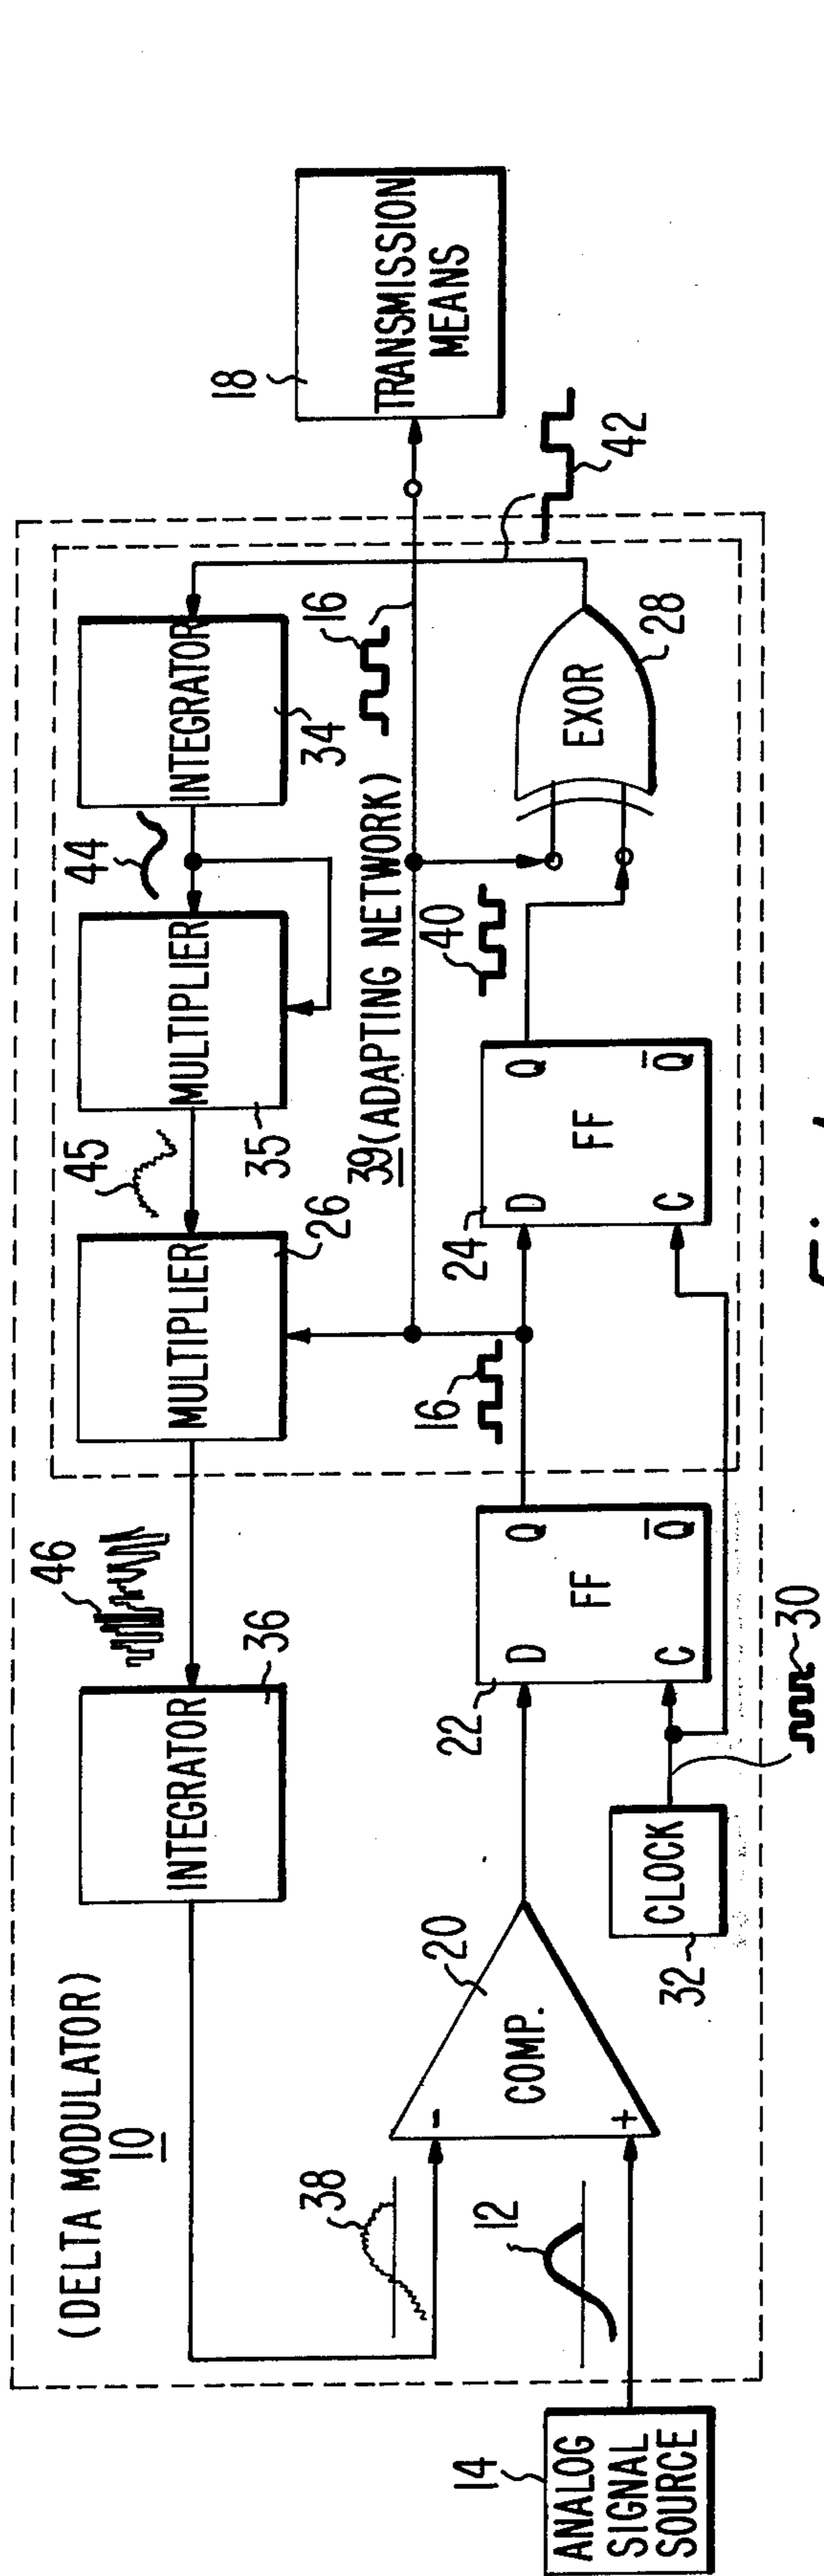 (DELTA MODULATOR)
10
46
45
44
INTEGRATOR
MULTIPLIER
MULTIPLIER
INTEGRATOR
36
26
35
34
18
TRANSMISSION
MEANS
39 (ADAPTING NETWORK)
16
38
20
16
40
42
12
COMP.
-
+
22
D
Q
FF
C
Q̅
24
D
Q
FF
C
Q̅
EXOR
28
14
ANALOG
SIGNAL
SOURCE
CLOCK
32
30